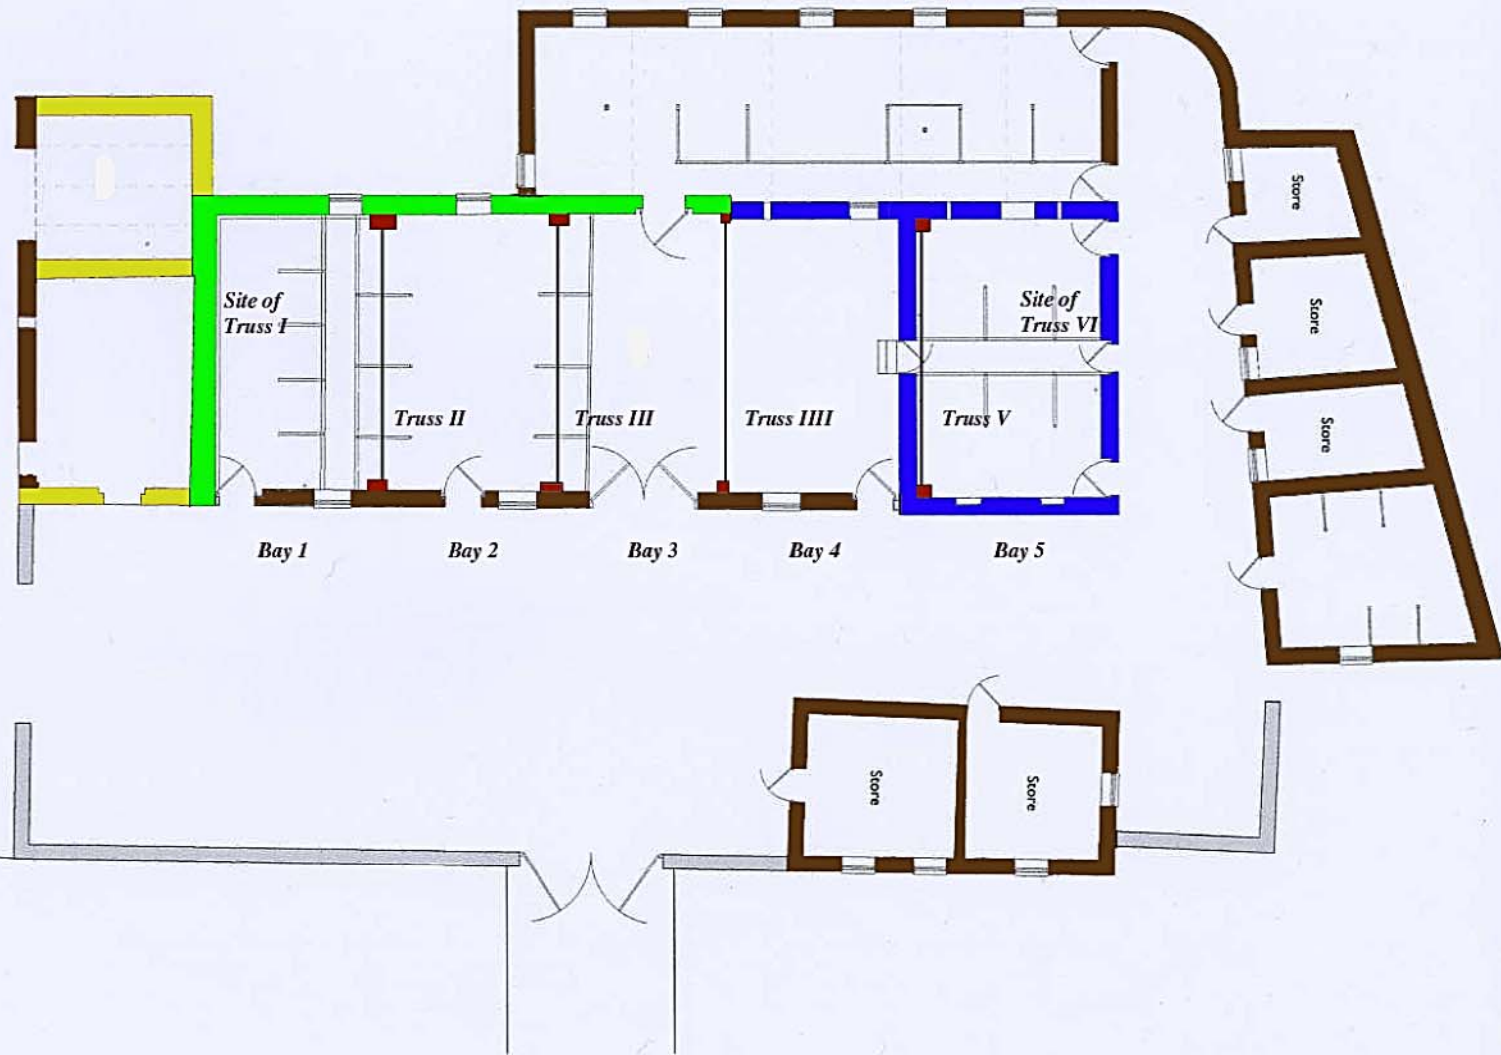 Store
Site of
Truss I
Site of
Truss VI
Store
Truss II
Truss III
Truss IIII
Truss V
Store
Bay 1
Bay 2
Bay 3
Bay 4
Bay 5
Store
Store